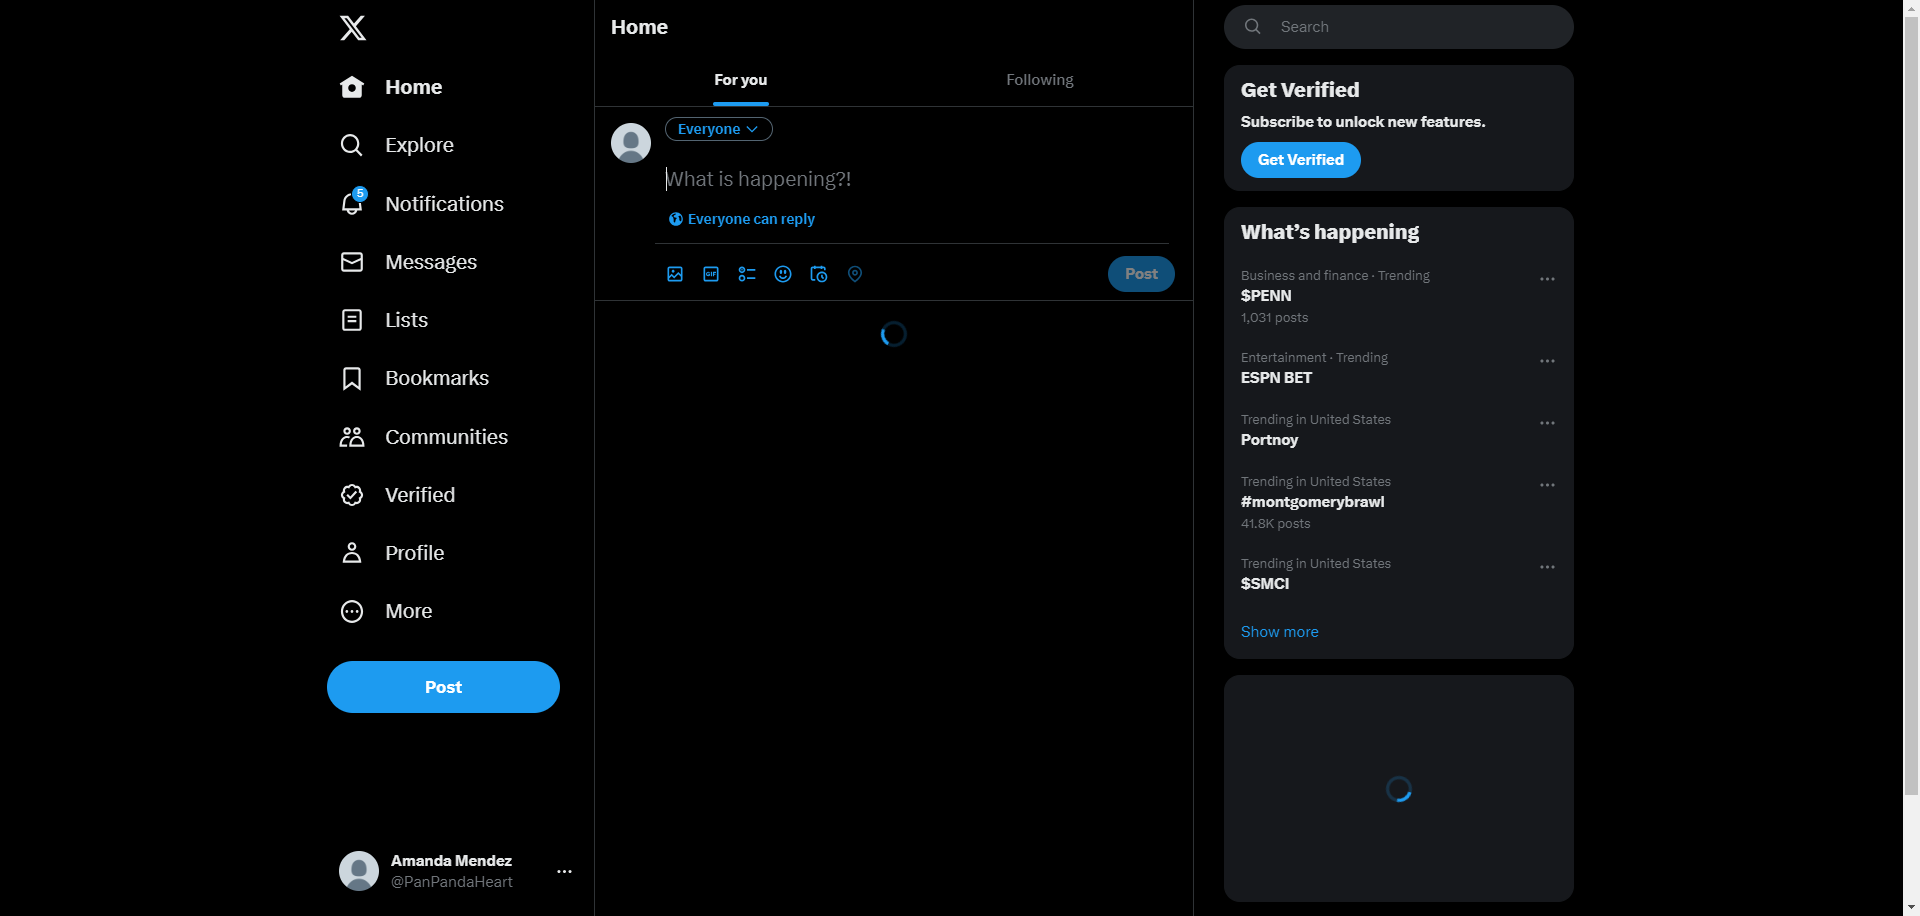 Home
Explore
5
Notifications
Messages
Lists
Bookmarks
Communities
Verified
Profile
More
Post
Amanda Mendez
@PanPandaHeart
Home
For you
Following
Everyone
What is happening?!
Everyone can reply
GIF
Post
Search
Get Verified
Subscribe to unlock new features.
Get Verified
What’s happening
Business and finance · Trending
$PENN
1,031 posts
Entertainment · Trending
ESPN BET
Trending in United States
Portnoy
Trending in United States
#montgomerybrawl
41.8K posts
Trending in United States
$SMCI
Show more